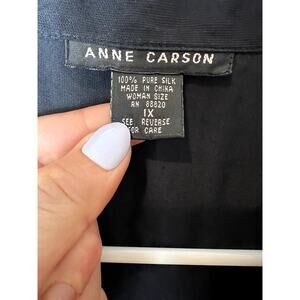 ANNE CARSON
100% PURE SILK
MADE IN CHINA
WOMAN SIZE
RN 88820
1X
SEE REVERSE
FOR CARE